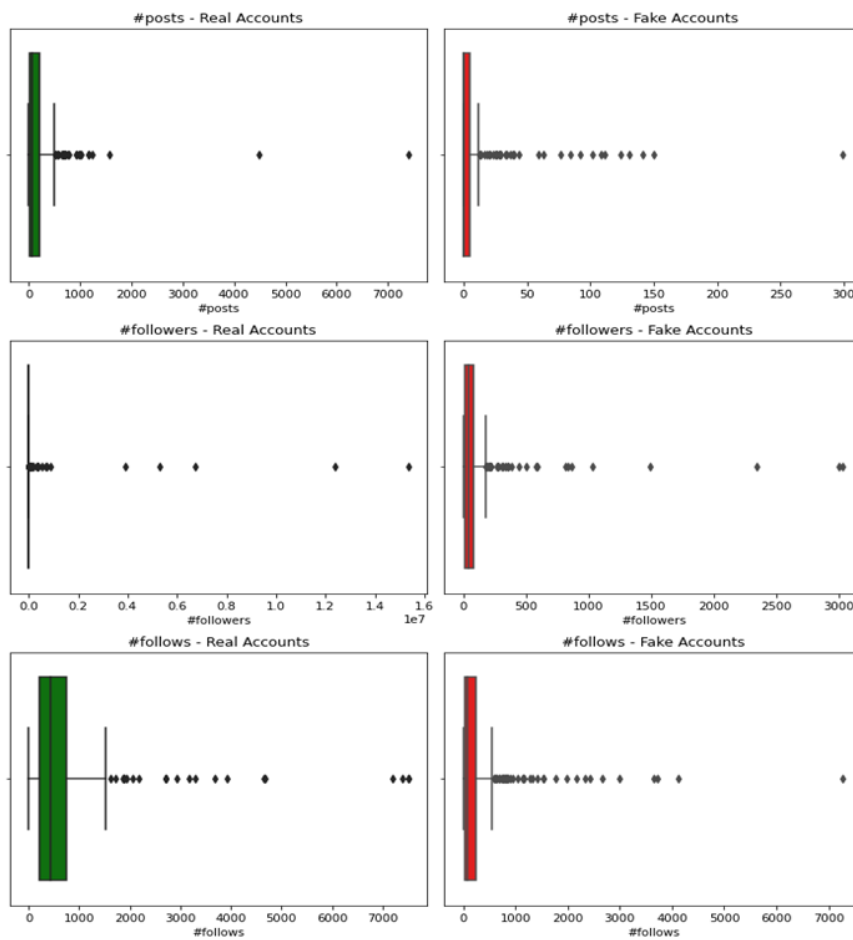 #posts - Real Accounts
0 1000 2000 3000 4000 5000 6000 7000
#posts
#posts - Fake Accounts
0 50 100 150 200 250 300
#posts
#followers - Real Accounts
0.0 0.2 0.4 0.6 0.8 1.0 1.2 1.4 1.6
1e7
#followers
#followers - Fake Accounts
0 500 1000 1500 2000 2500 3000
#followers
#follows - Real Accounts
0 1000 2000 3000 4000 5000 6000 7000
#follows
#follows - Fake Accounts
0 1000 2000 3000 4000 5000 6000 7000
#follows